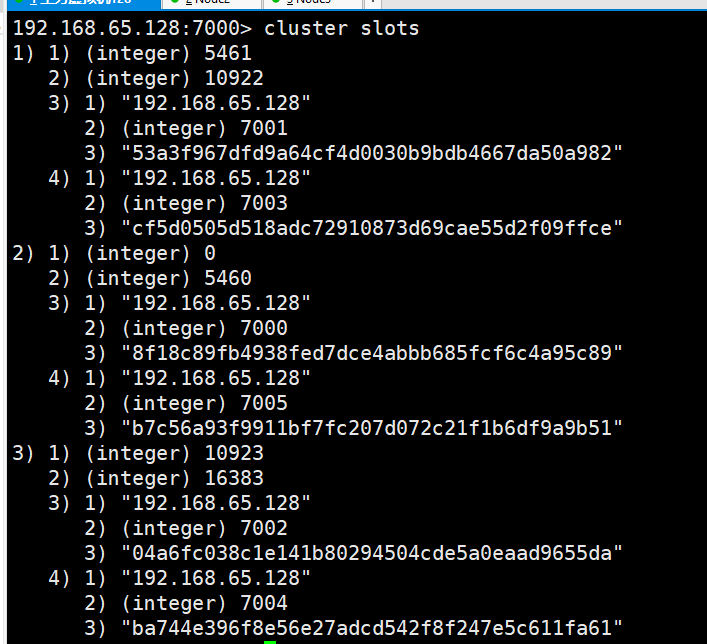 192.168.65.128:7000> cluster slots
1) 1) (integer) 5461
   2) (integer) 10922
   3) 1) "192.168.65.128"
      2) (integer) 7001
      3) "53a3f967dfd9a64cf4d0030b9bdb4667da50a982"
   4) 1) "192.168.65.128"
      2) (integer) 7003
      3) "cf5d0505d518adc72910873d69cae55d2f09ffce"
2) 1) (integer) 0
   2) (integer) 5460
   3) 1) "192.168.65.128"
      2) (integer) 7000
      3) "8f18c89fb4938fed7dce4abbb685fcf6c4a95c89"
   4) 1) "192.168.65.128"
      2) (integer) 7005
      3) "b7c56a93f9911bf7fc207d072c21f1b6df9a9b51"
3) 1) (integer) 10923
   2) (integer) 16383
   3) 1) "192.168.65.128"
      2) (integer) 7002
      3) "04a6fc038c1e141b80294504cde5a0eaad9655da"
   4) 1) "192.168.65.128"
      2) (integer) 7004
      3) "ba744e396f8e56e27adcd542f8f247e5c611fa61"